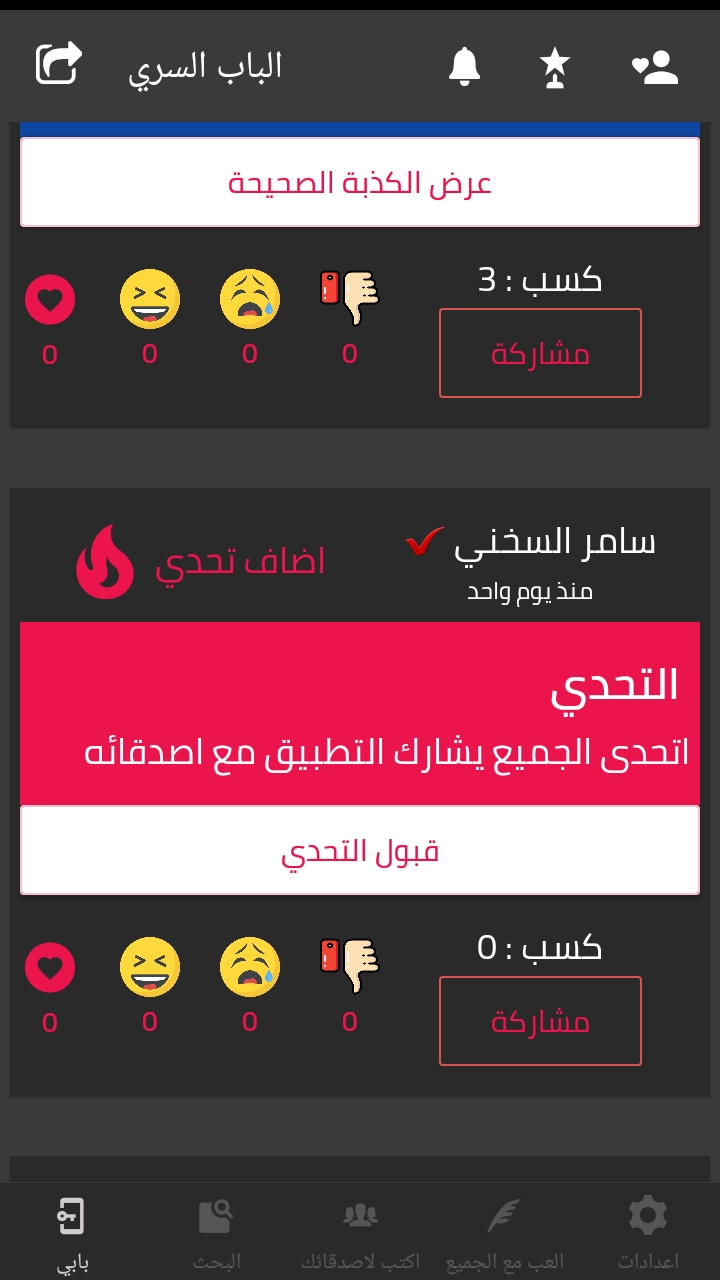 الباب السري
عرض الكذبة الصحيحة
كسب : 3
0
0
0
0
مشاركة
سامر السخني
منذ يوم واحد
اضاف تحدي
التحدي
اتحدى الجميع يشارك التطبيق مع اصدقائه
قبول التحدي
كسب : 0
0
0
0
0
مشاركة
اعدادات
العب مع الجميع
اكتب لاصدقائك
البحث
بابي